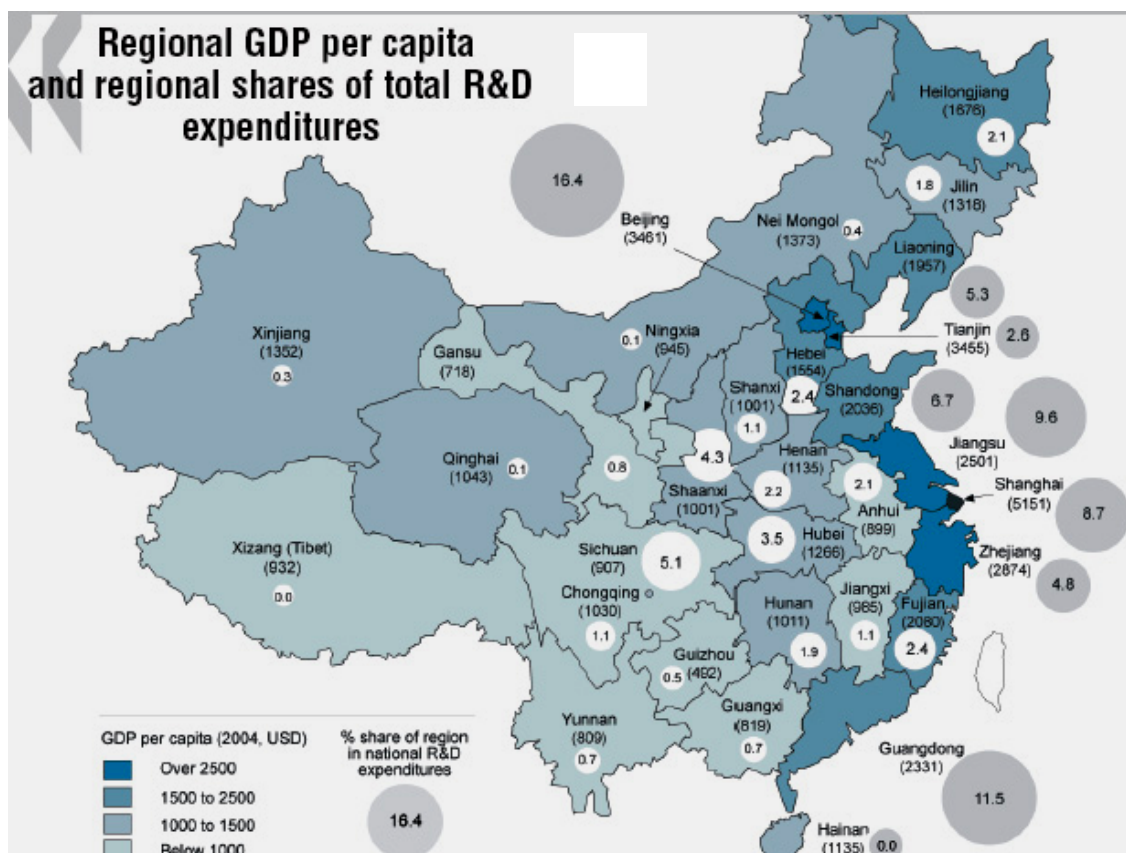 Regional GDP per capita
and regional shares of total R&D
expenditures
Heilongjiang
(1676)
2.1
16.4
1.8
Jilin
(1318)
Beijing
(3461)
Nei Mongol
(1373)
0.4
Liaoning
(1957)
5.3
Xinjiang
(1352)
0.3
Gansu
(718)
0.1
Ningxia
(945)
Tianjin
(3455)
2.6
Hebei
(1554)
2.4
Shanxi
(1001)
1.1
Shandong
(2036)
6.7
9.6
Jiangsu
(2501)
Qinghai
(1043)
0.1
0.8
4.3
Shaanxi
(1001)
Henan
(1135)
2.2
2.1
Anhui
(899)
Shanghai
(5151)
8.7
Xizang (Tibet)
(932)
0.0
Sichuan
(907)
5.1
3.5
Hubei
(1266)
Zhejiang
(2874)
4.8
Chongqing
(1030)
1.1
Hunan
(1011)
1.9
Jiangxi
(985)
1.1
Fujian
(2080)
2.4
Guizhou
(492)
0.5
Yunnan
(809)
0.7
Guangxi
(819)
0.7
Guangdong
(2331)
11.5
Hainan
(1135)
0.0
GDP per capita (2004, USD)
Over 2500
1500 to 2500
1000 to 1500
Below 1000
% share of region
in national R&D
expenditures
16.4